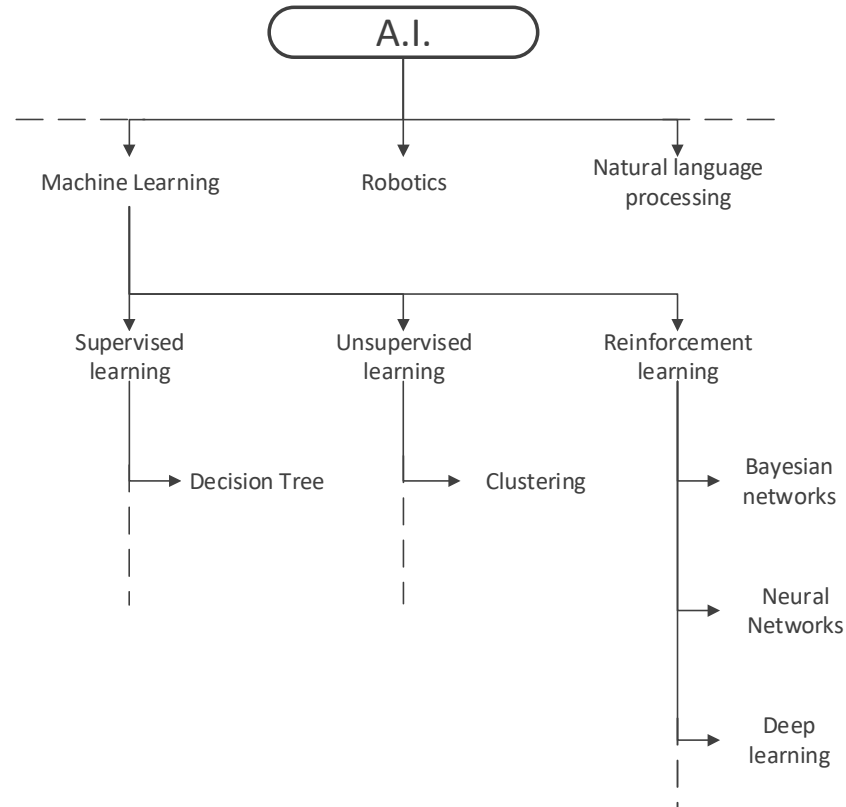 A.I.
Machine Learning
Robotics
Natural language
processing
Supervised
learning
Unsupervised
learning
Reinforcement
learning
Decision Tree
Clustering
Bayesian
networks
Neural
Networks
Deep
learning